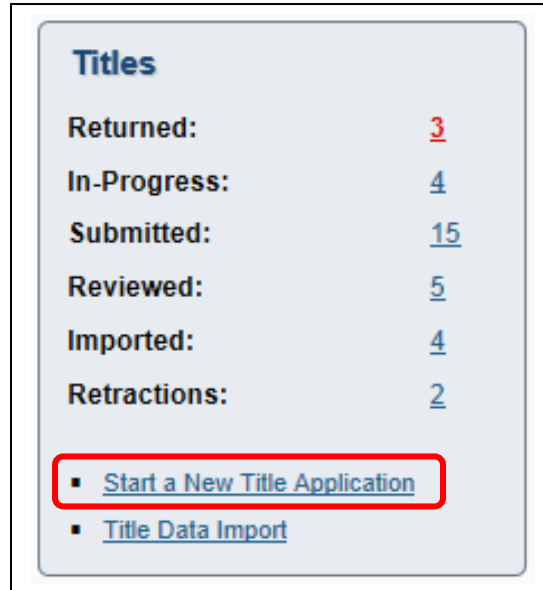 Titles
Returned: 3
In-Progress: 4
Submitted: 15
Reviewed: 5
Imported: 4
Retractions: 2
Start a New Title Application
Title Data Import